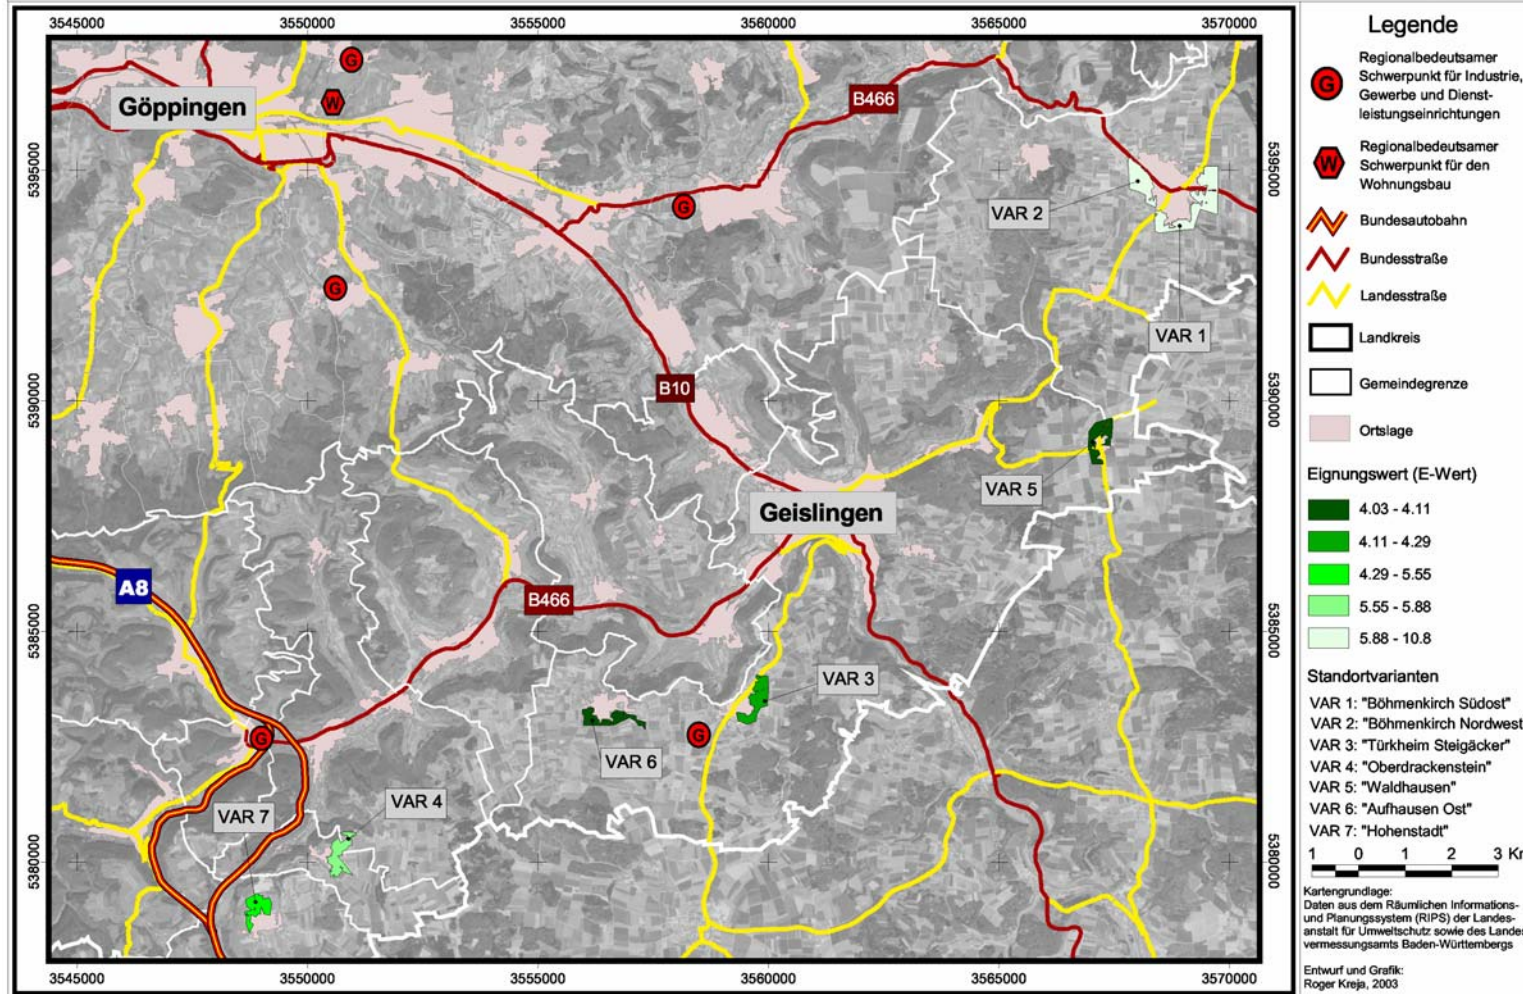 3545000 3550000 3555000 3560000 3565000 3570000
5395000
5390000
5385000
5380000
G
W
Göppingen
B466
G
G
VAR 2
VAR 1
B10
VAR 5
Geislingen
A8
B466
VAR 3
G
G
VAR 6
VAR 4
VAR 7
5395000
5390000
5385000
5380000
3545000 3550000 3555000 3560000 3565000 3570000
Legende
G
Regionalbedeutsamer
Schwerpunkt für Industrie,
Gewerbe und Dienst-
leistungseinrichtungen
W
Regionalbedeutsamer
Schwerpunkt für den
Wohnungsbau
Bundesautobahn
Bundesstraße
Landesstraße
Landkreis
Gemeindegrenze
Ortslage
Eignungswert (E-Wert)
4.03 - 4.11
4.11 - 4.29
4.29 - 5.55
5.55 - 5.88
5.88 - 10.8
Standortvarianten
VAR 1: "Böhmenkirch Südost"
VAR 2: "Böhmenkirch Nordwest
VAR 3: "Türkheim Steigäcker"
VAR 4: "Oberdrackenstein"
VAR 5: "Waldhausen"
VAR 6: "Aufhausen Ost"
VAR 7: "Hohenstadt"
1 0 1 2 3 K
Kartengrundlage:
Daten aus dem Räumlichen Informations-
und Planungssystem (RIPS) der Landes-
anstalt für Umweltschutz sowie des Landes
vermessungsamts Baden-Württembergs
Entwurf und Grafik:
Roger Kreja, 2003